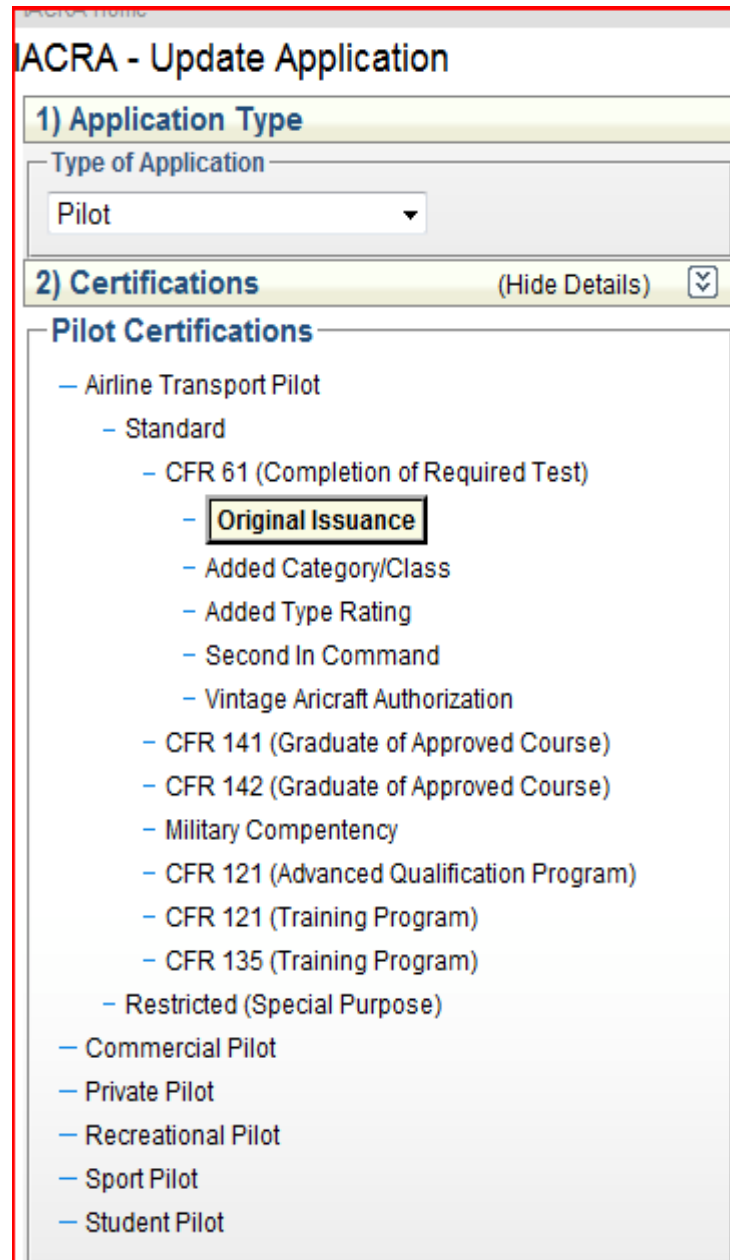 IACRA Home
IACRA - Update Application
1) Application Type
Type of Application
Pilot
2) Certifications (Hide Details)
Pilot Certifications
Airline Transport Pilot
Standard
CFR 61 (Completion of Required Test)
Original Issuance
Added Category/Class
Added Type Rating
Second In Command
Vintage Aricraft Authorization
CFR 141 (Graduate of Approved Course)
CFR 142 (Graduate of Approved Course)
Military Compentency
CFR 121 (Advanced Qualification Program)
CFR 121 (Training Program)
CFR 135 (Training Program)
Restricted (Special Purpose)
Commercial Pilot
Private Pilot
Recreational Pilot
Sport Pilot
Student Pilot